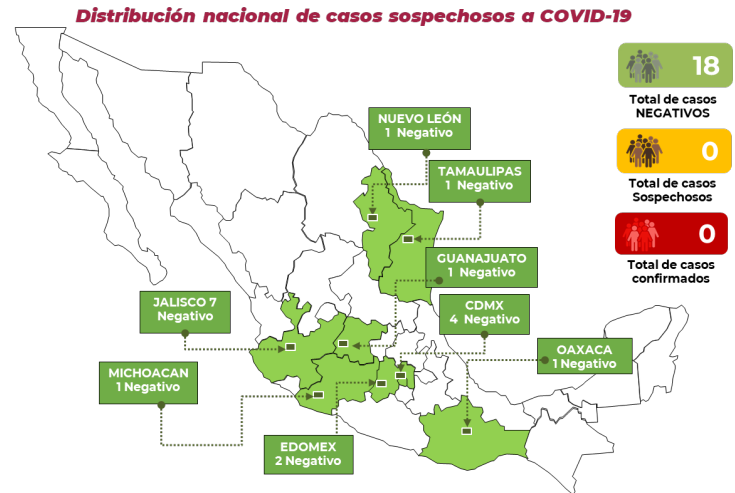 Distribución nacional de casos sospechosos a COVID-19
18
Total de casos
NEGATIVOS
0
Total de casos
Sospechosos
0
Total de casos
confirmados
NUEVO LEÓN
1 Negativo
TAMAULIPAS
1 Negativo
GUANAJUATO
1 Negativo
CDMX
4 Negativo
OAXACA
1 Negativo
JALISCO 7
Negativo
MICHOACAN
1 Negativo
EDOMEX
2 Negativo